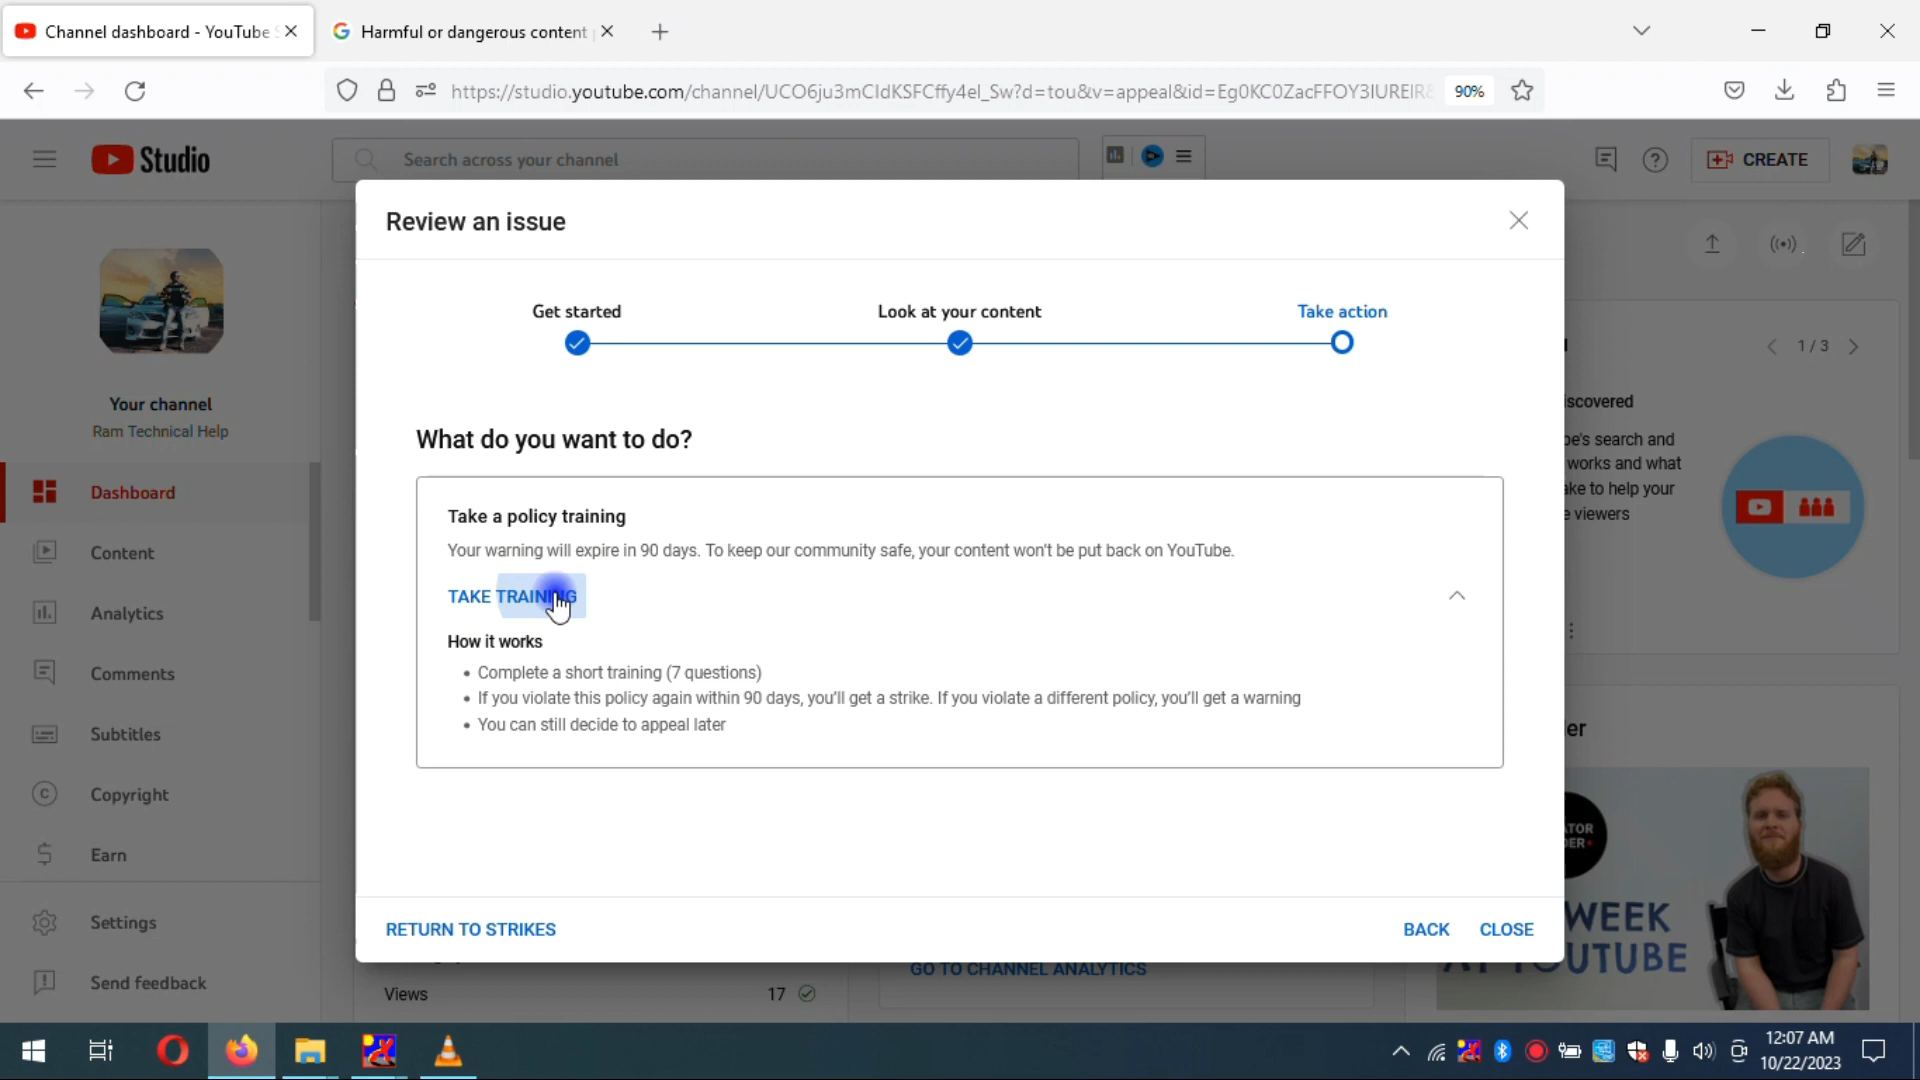 Channel dashboard - YouTube S
Harmful or dangerous content p
https://studio.youtube.com/channel/
90%
Studio
Search across your channel
CREATE
Review an issue
Get started
Look at your content
Take action
1 / 3
Your channel
Ram Technical Help
iscovered
be's search and
works and what
ke to help your
e viewers
What do you want to do?
Dashboard
Take a policy training
Your warning will expire in 90 days. To keep our community safe, your content won't be put back on YouTube.
Content
TAKE TRAINING
Analytics
How it works
• Complete a short training (7 questions)
• If you violate this policy again within 90 days, you'll get a strike. If you violate a different policy, you'll get a warning
• You can still decide to appeal later
Comments
Subtitles
er
Copyright
ATOR
DER
Earn
Settings
RETURN TO STRIKES
BACK
CLOSE
WEEK
AT YOUTUBE
GO TO CHANNEL ANALYTICS
Send feedback
Views
17
12:07 AM
10/22/2023